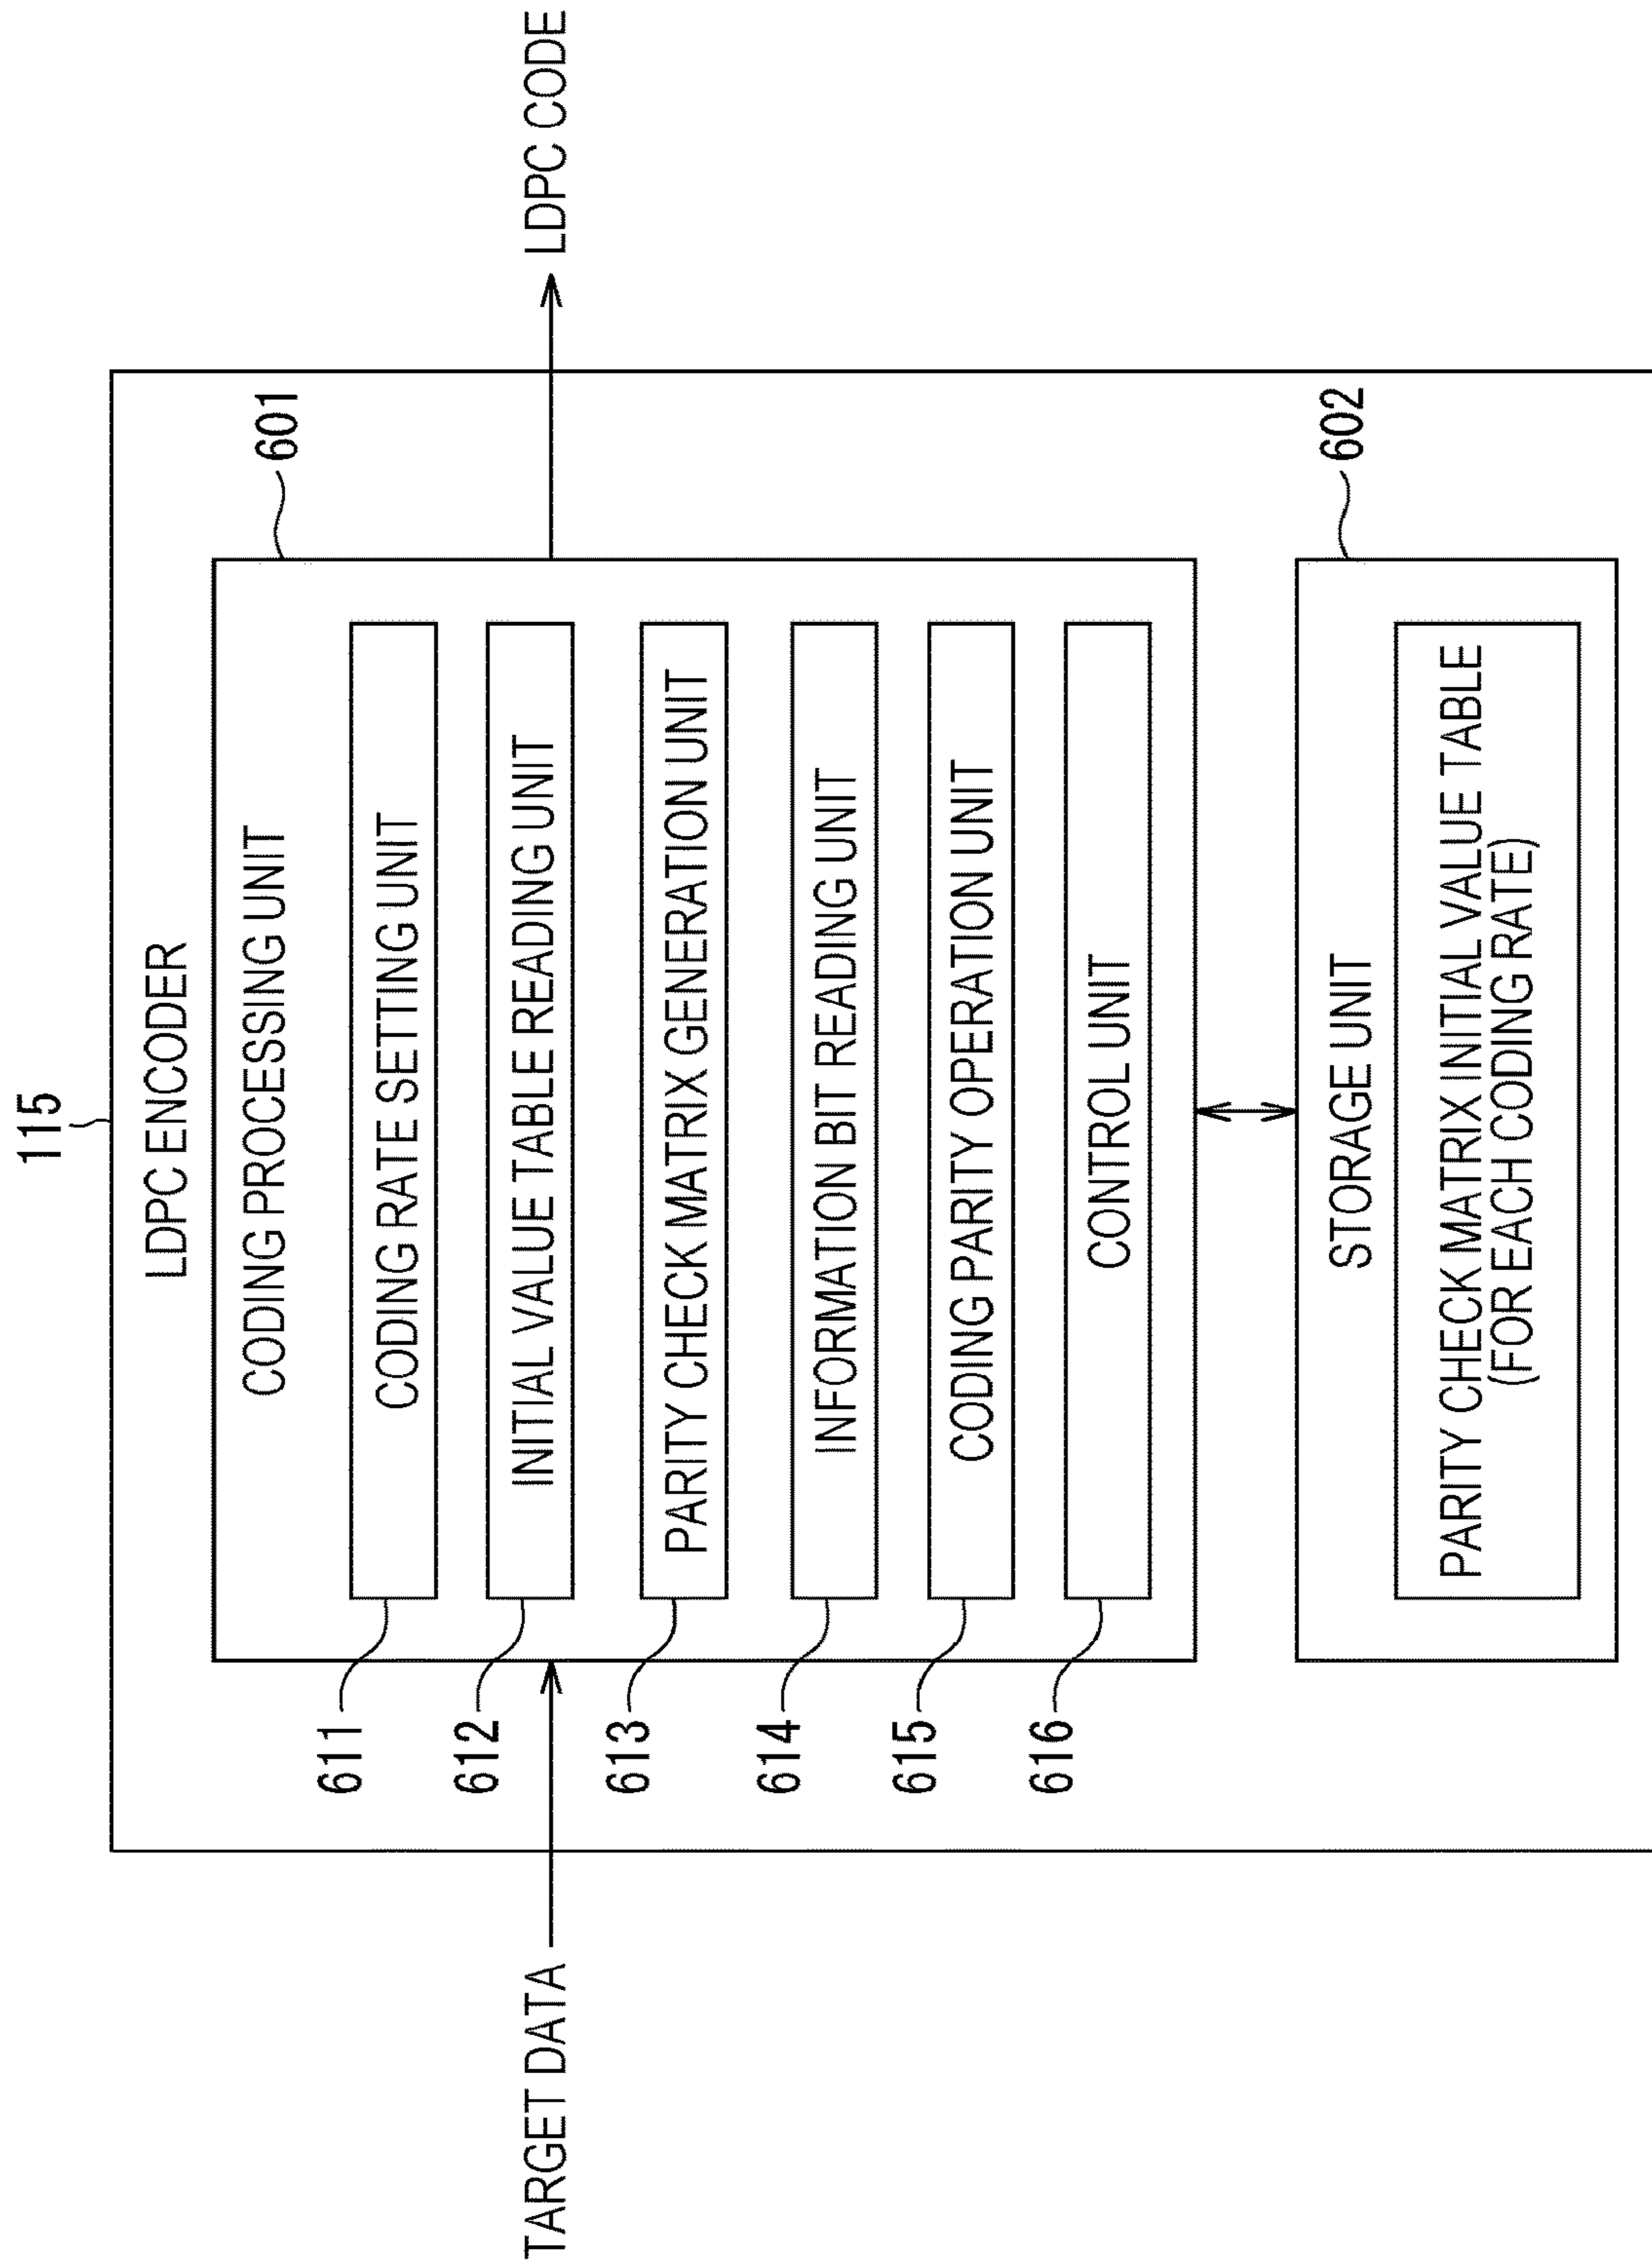 115
LDPC ENCODER
601
CODING PROCESSING UNIT
611
CODING RATE SETTING UNIT
612
INITIAL VALUE TABLE READING UNIT
TARGET DATA
LDPC CODE
613
PARITY CHECK MATRIX GENERATION UNIT
614
INFORMATION BIT READING UNIT
615
CODING PARITY OPERATION UNIT
616
CONTROL UNIT
602
STORAGE UNIT
PARITY CHECK MATRIX INITIAL VALUE TABLE
(FOR EACH CODING RATE)